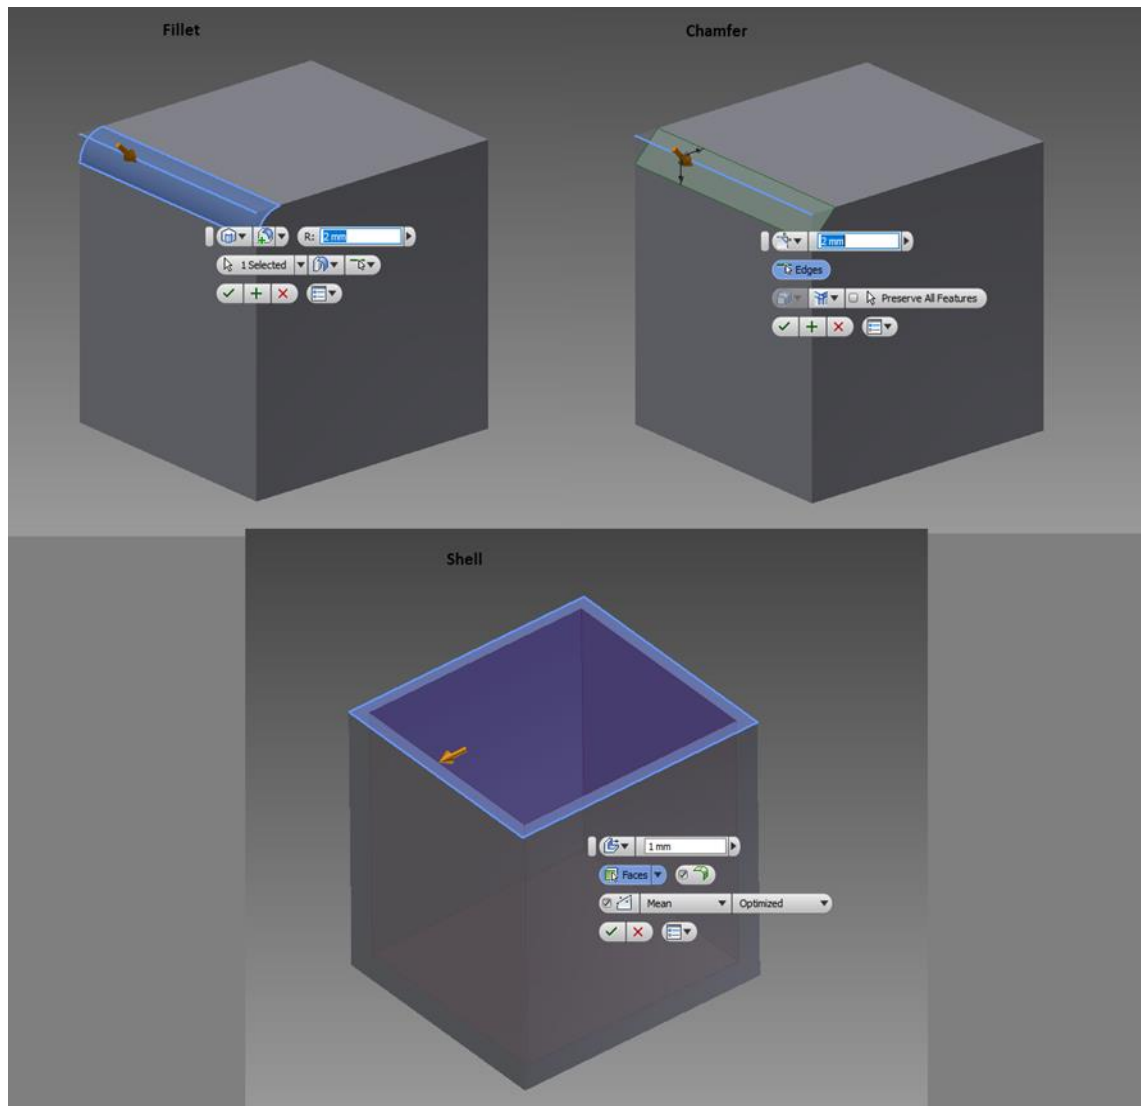 Fillet
Chamfer
R: 2 mm
1 Selected
2 mm
Edges
Preserve All Features
Shell
1 mm
Faces
Mean Optimized